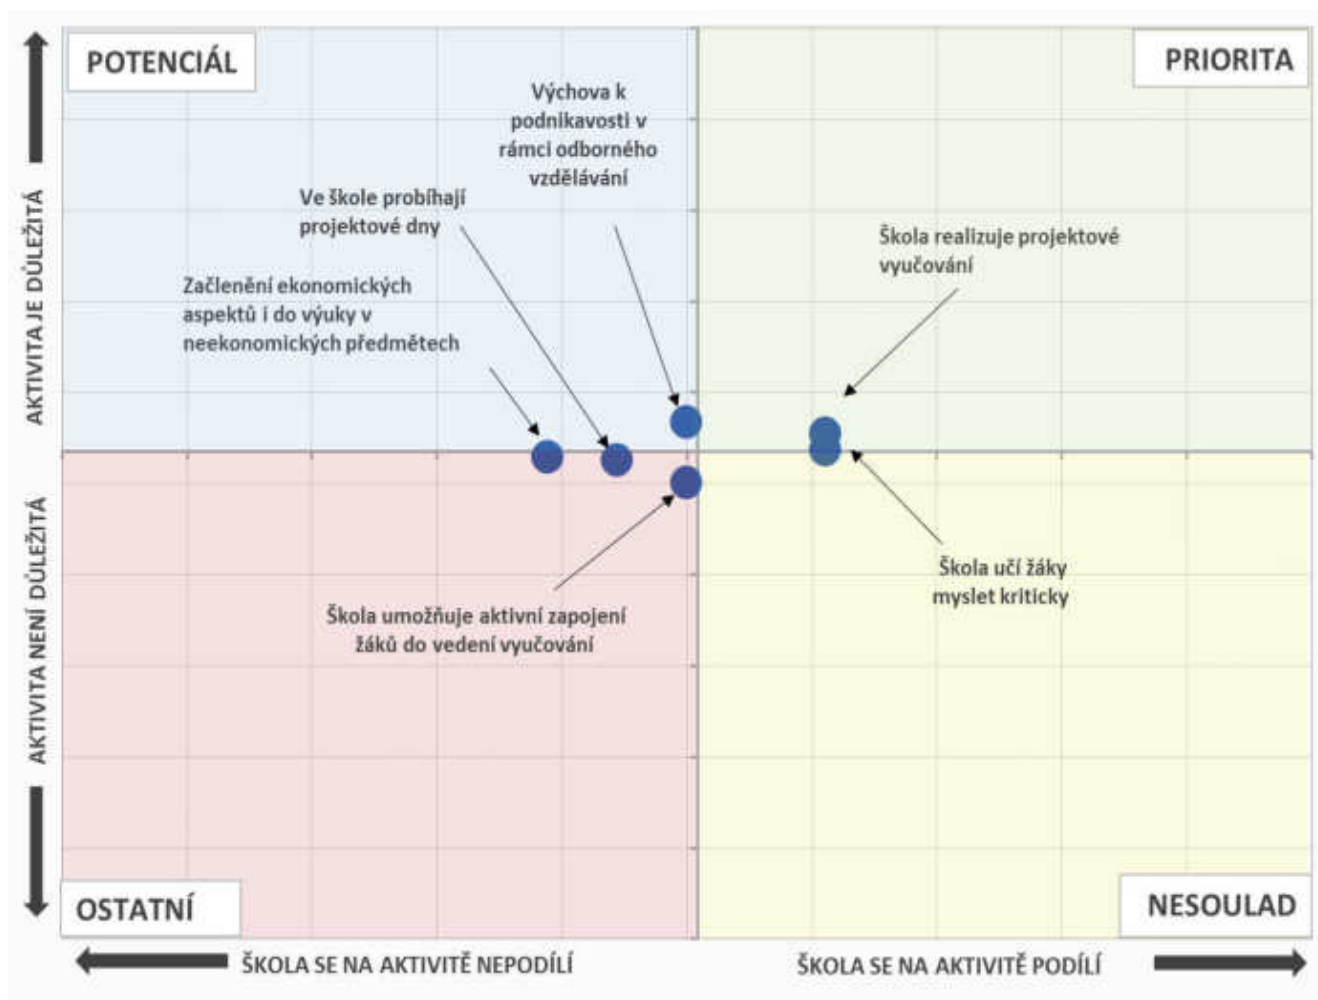 POTENCIÁL
PRIORITA
Výchova k
podnikavosti v
rámci odborného
vzdělávání
Ve škole probíhají
projektové dny
Škola realizuje projektové
vyučování
Začlenění ekonomických
aspektů i do výuky v
neekonomických předmětech
AKTIVITA JE DŮLEŽITÁ
AKTIVITA NENÍ DŮLEŽITÁ
Škola učí žáky
myslet kriticky
Škola umožňuje aktivní zapojení
žáků do vedení vyučování
OSTATNÍ
NESOULAD
ŠKOLA SE NA AKTIVITĚ NEPODÍLÍ
ŠKOLA SE NA AKTIVITĚ PODÍLÍ